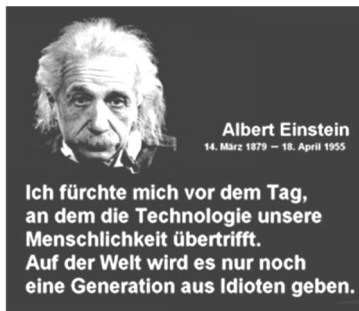 Albert Einstein
14. März 1879 – 18. April 1955
Ich fürchte mich vor dem Tag,
an dem die Technologie unsere
Menschlichkeit übertrifft.
Auf der Welt wird es nur noch
eine Generation aus Idioten geben.